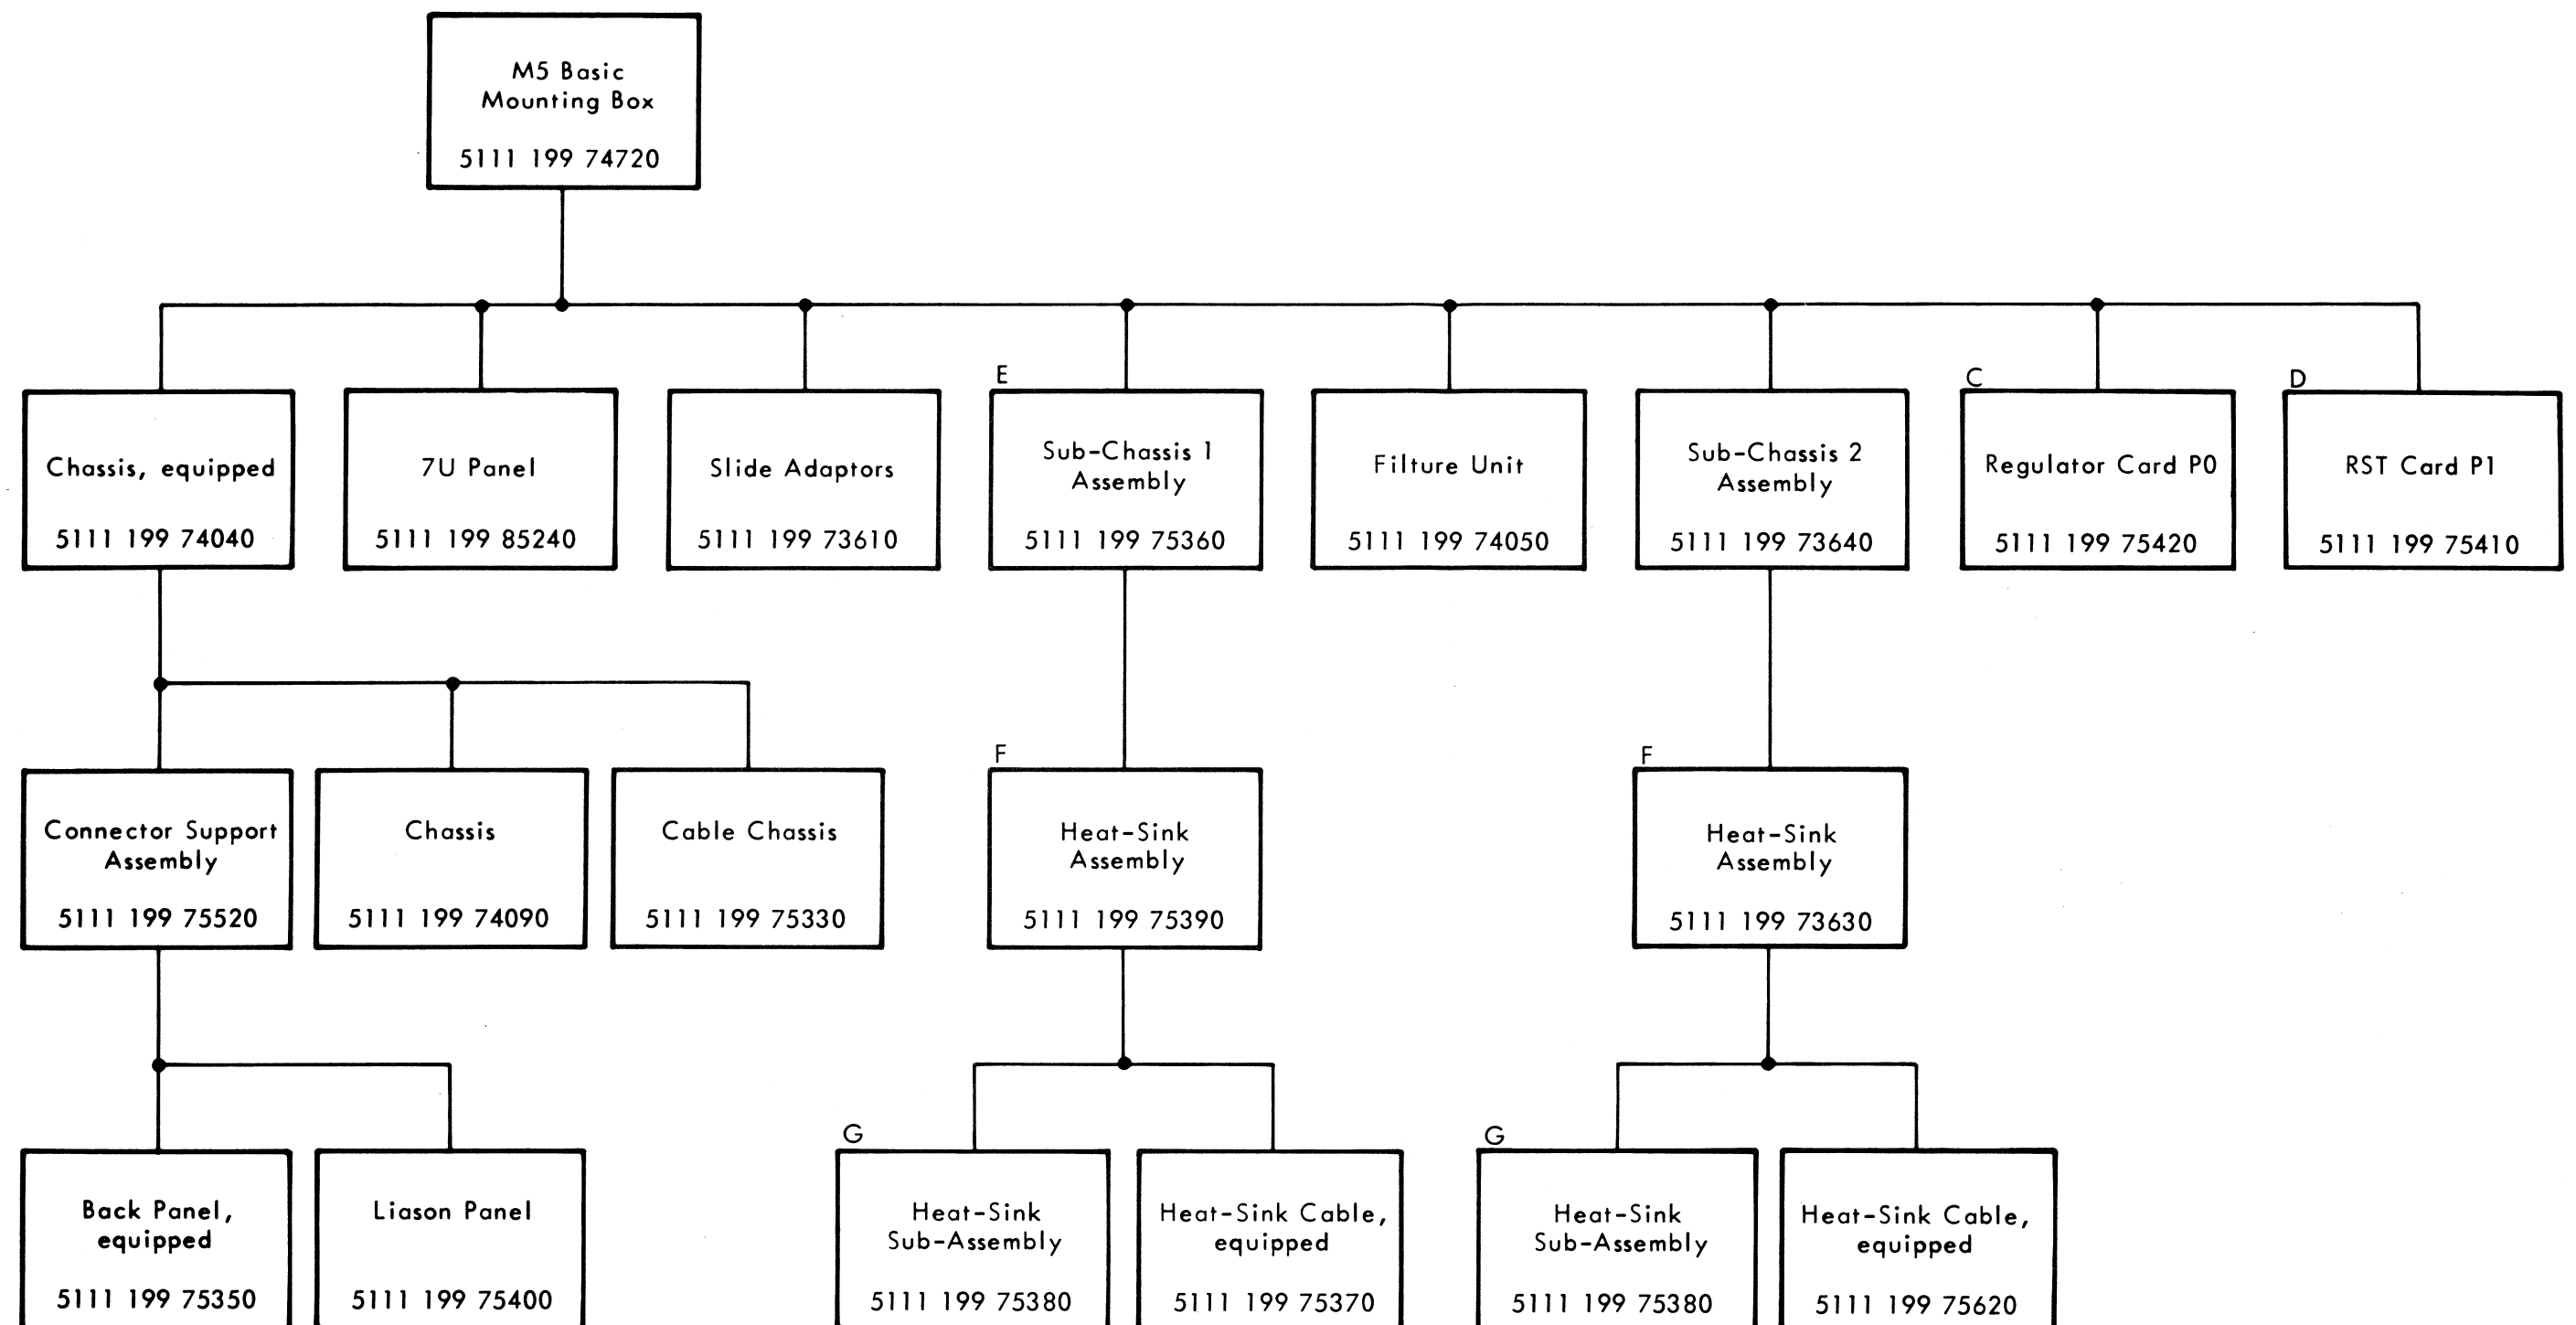 M5 Basic
Mounting Box
5111 199 74720
Chassis, equipped
5111 199 74040
7U Panel
5111 199 85240
Slide Adaptors
5111 199 73610
E
Sub-Chassis 1
Assembly
5111 199 75360
Filture Unit
5111 199 74050
Sub-Chassis 2
Assembly
5111 199 73640
C
Regulator Card P0
5111 199 75420
D
RST Card P1
5111 199 75410
Connector Support
Assembly
5111 199 75520
Chassis
5111 199 74090
Cable Chassis
5111 199 75330
F
Heat-Sink
Assembly
5111 199 75390
F
Heat-Sink
Assembly
5111 199 73630
Back Panel,
equipped
5111 199 75350
Liason Panel
5111 199 75400
G
Heat-Sink
Sub-Assembly
5111 199 75380
Heat-Sink Cable,
equipped
5111 199 75370
G
Heat-Sink
Sub-Assembly
5111 199 75380
Heat-Sink Cable,
equipped
5111 199 75620